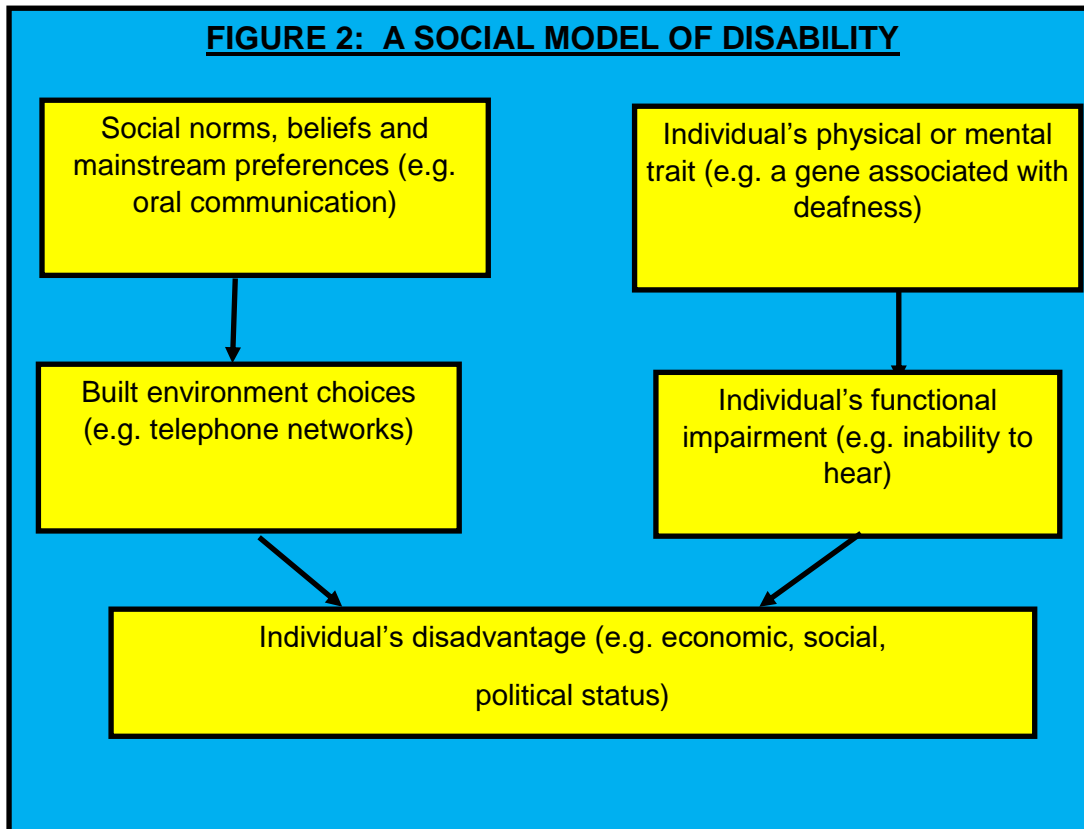 FIGURE 2:  A SOCIAL MODEL OF DISABILITY
Social norms, beliefs and
mainstream preferences (e.g.
oral communication)
Individual's physical or mental
trait (e.g. a gene associated with
deafness)
Built environment choices
(e.g. telephone networks)
Individual's functional
impairment (e.g. inability to
hear)
Individual's disadvantage (e.g. economic, social,
political status)